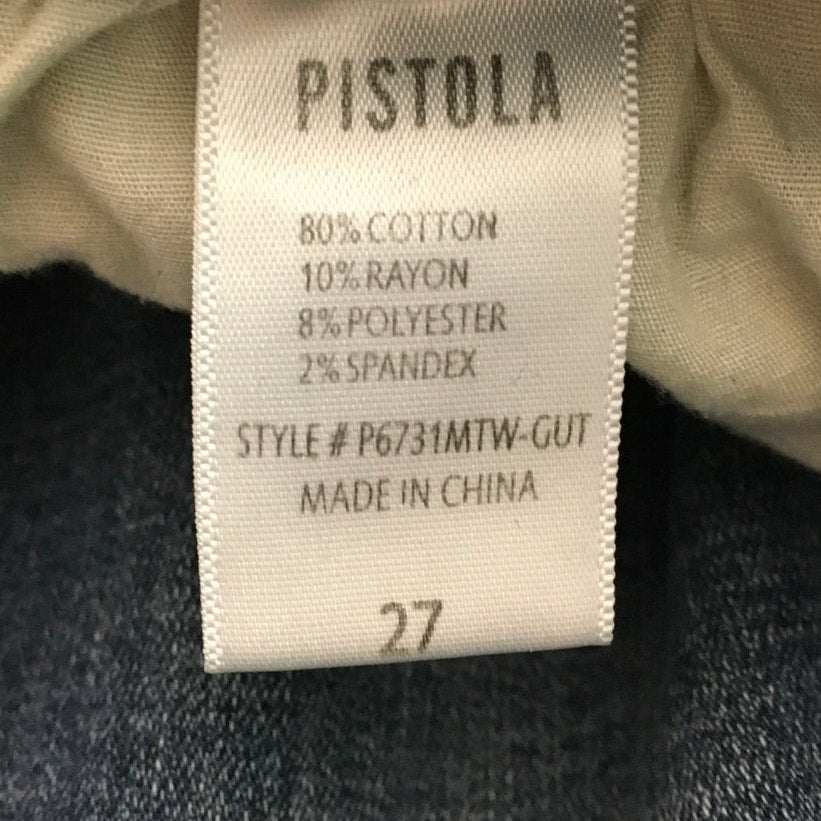 PISTOLA
80% COTTON
10% RAYON
8% POLYESTER
2% SPANDEX
STYLE # P6731MTW-GUT
MADE IN CHINA
27